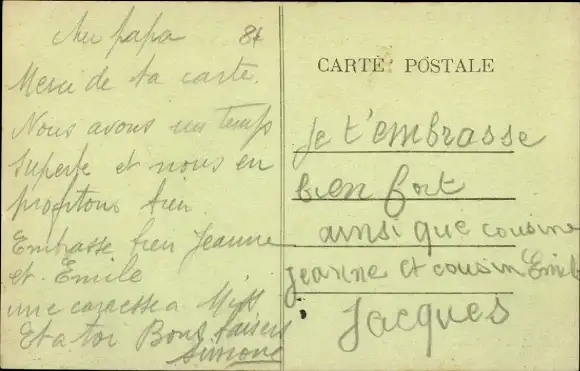 Mon papa 84
Merci de ta carte.
Nous avons un temps
superbe et nous en
profitons bien.
Embrasse bien Jeanne
et Emile
une caresse a Miss
Et a toi Bons baisers
Simone
CARTE POSTALE
je t'embrasse
bien fort
ainsi que cousine
jeanne et cousin Emile
Jacques